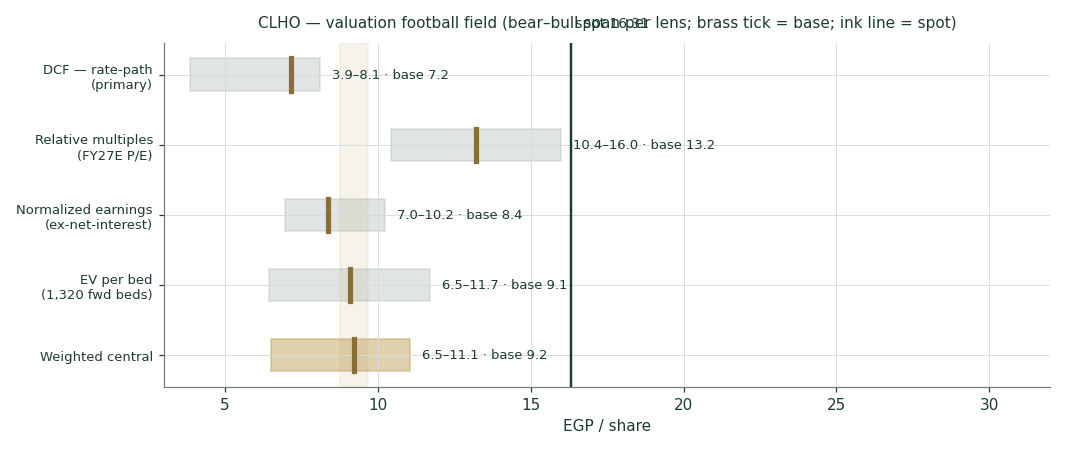 CLHO — valuation football field (bear–bull span per lens; brass tick = base; ink line = spot)
spot 16.31
DCF — rate-path
(primary)
3.9–8.1 · base 7.2
Relative multiples
(FY27E P/E)
10.4–16.0 · base 13.2
Normalized earnings
(ex-net-interest)
7.0–10.2 · base 8.4
EV per bed
(1,320 fwd beds)
6.5–11.7 · base 9.1
Weighted central
6.5–11.1 · base 9.2
5 10 15 20 25 30
EGP / share